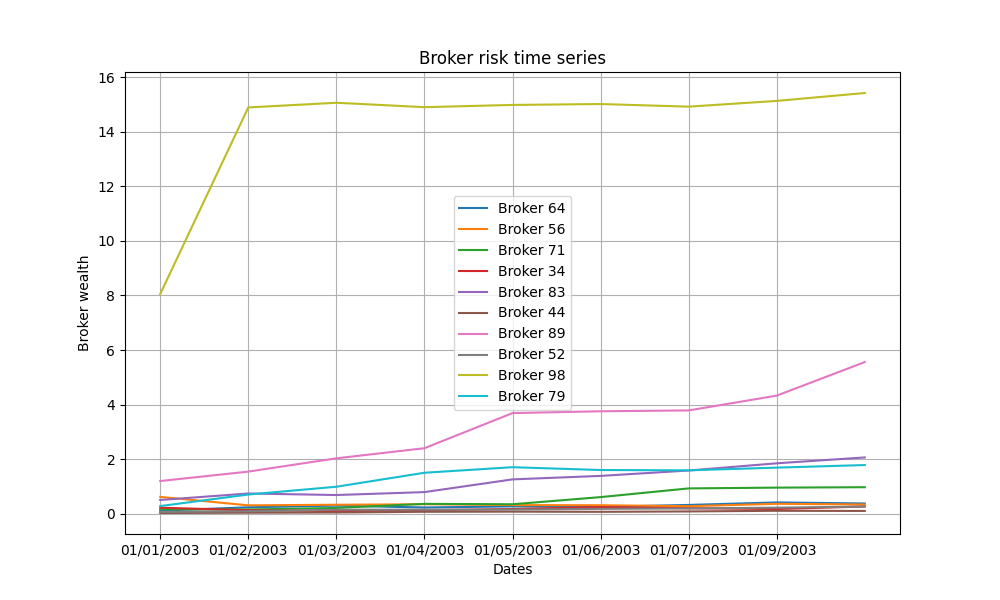 Broker risk time series
16
14
12
10
8
6
4
2
0
Broker wealth
Broker 64
Broker 56
Broker 71
Broker 34
Broker 83
Broker 44
Broker 89
Broker 52
Broker 98
Broker 79
01/01/2003 01/02/2003 01/03/2003 01/04/2003 01/05/2003 01/06/2003 01/07/2003 01/09/2003
Dates